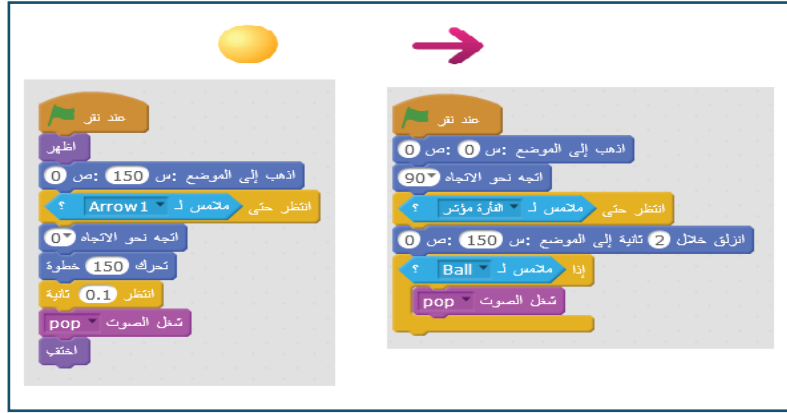 عند نقر
اظهر
اذهب إلى الموضع س: 150 ص: 0
انتظر حتى ملامس لـ Arrow1 ؟
اتجه نحو الاتجاه 0
تحرك 150 خطوة
انتظر 0.1 ثانية
شغل الصوت pop
اختف
عند نقر
اذهب إلى الموضع س: 0 ص: 0
اتجه نحو الاتجاه 90
انتظر حتى ملامس لـ الفأرة مؤشر ؟
انزلق خلال 2 ثانية إلى الموضع س: 150 ص: 0
إذا ملامس لـ Ball ؟
شغل الصوت pop